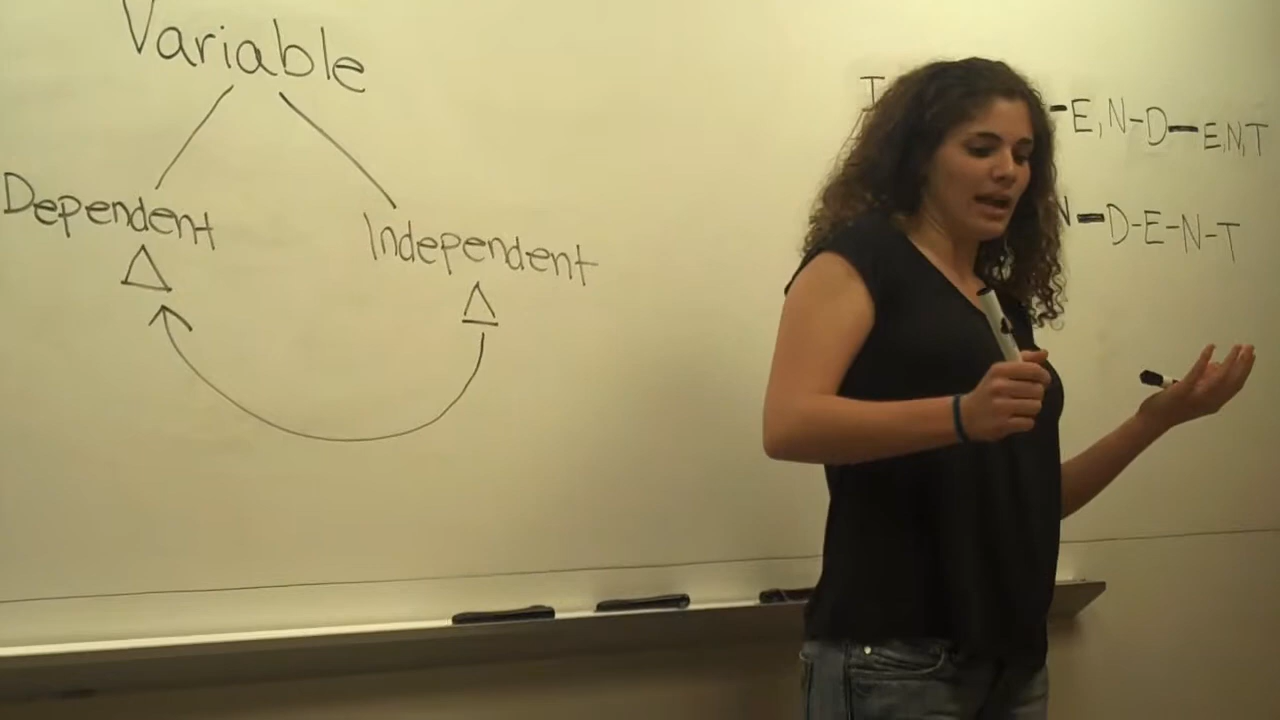 Variable
Dependent
Independent
Δ
Δ
-E,N-D-E,N,T
N-D-E-N-T